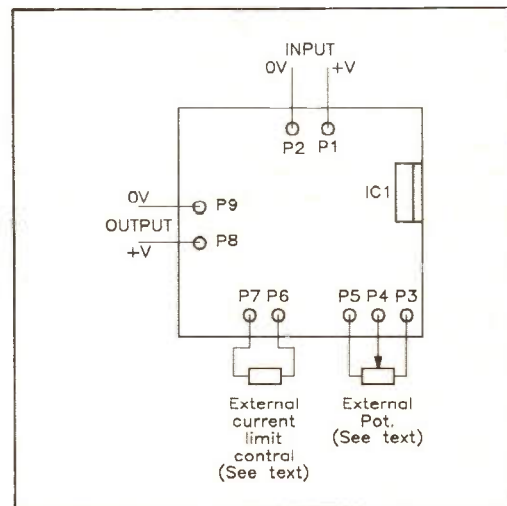 INPUT
0V +V
P2 P1
IC1
0V P9
OUTPUT
+V P8
P7 P6 P5 P4 P3
External
current
limit
control
(See text)
External
Pot.
(See text)